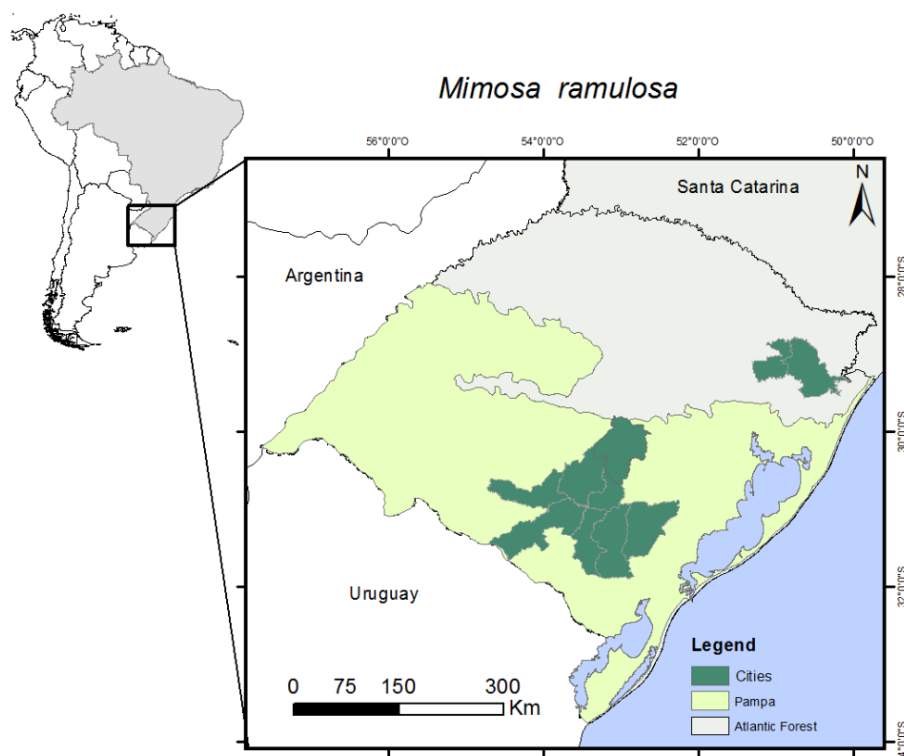 Mimosa ramulosa
56°0'0"O
54°0'0"O
52°0'0"O
50°0'0"O
Santa Catarina
N
Argentina
28°0'0"S
30°0'0"S
Uruguay
32°0'0"S
Legend
Cities
Pampa
Atlantic Forest
0 75 150 300
Km